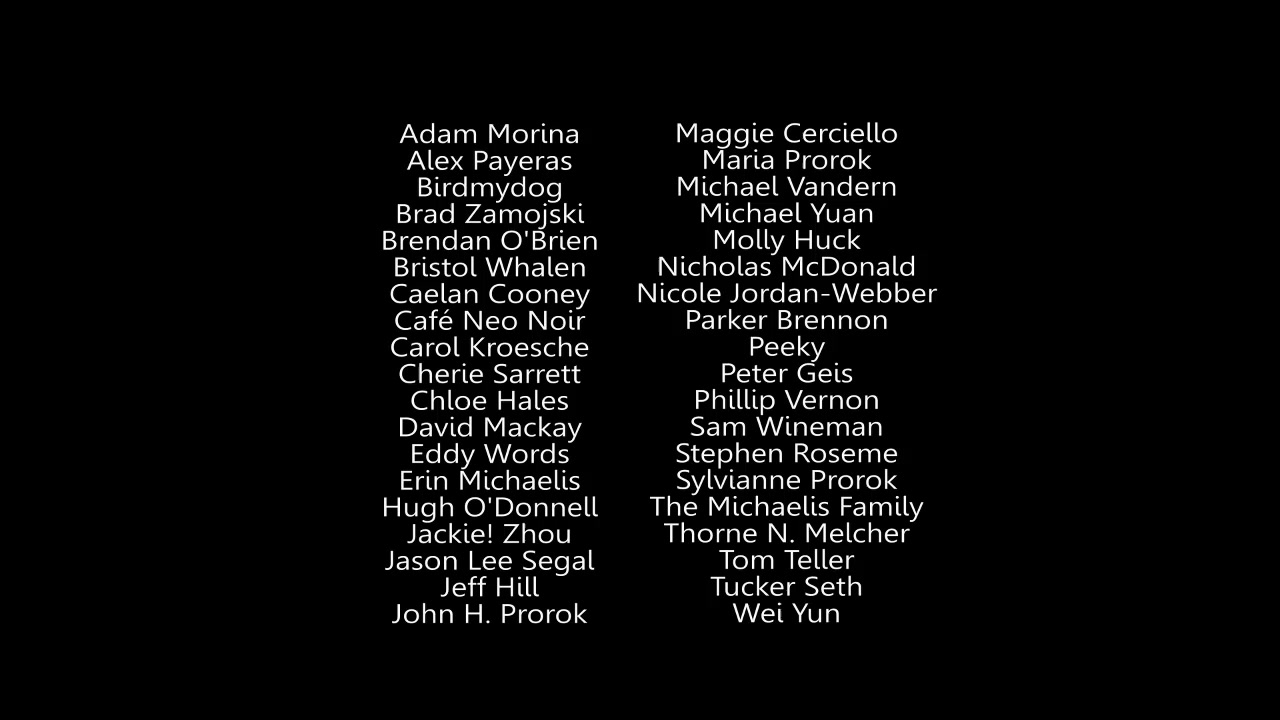 Adam Morina
Alex Payeras
Birdmydog
Brad Zamojski
Brendan O'Brien
Bristol Whalen
Caelan Cooney
Café Neo Noir
Carol Kroesche
Cherie Sarrett
Chloe Hales
David Mackay
Eddy Words
Erin Michaelis
Hugh O'Donnell
Jackie! Zhou
Jason Lee Segal
Jeff Hill
John H. Prorok
Maggie Cerciello
Maria Prorok
Michael Vandern
Michael Yuan
Molly Huck
Nicholas McDonald
Nicole Jordan-Webber
Parker Brennon
Peeky
Peter Geis
Phillip Vernon
Sam Wineman
Stephen Roseme
Sylvianne Prorok
The Michaelis Family
Thorne N. Melcher
Tom Teller
Tucker Seth
Wei Yun